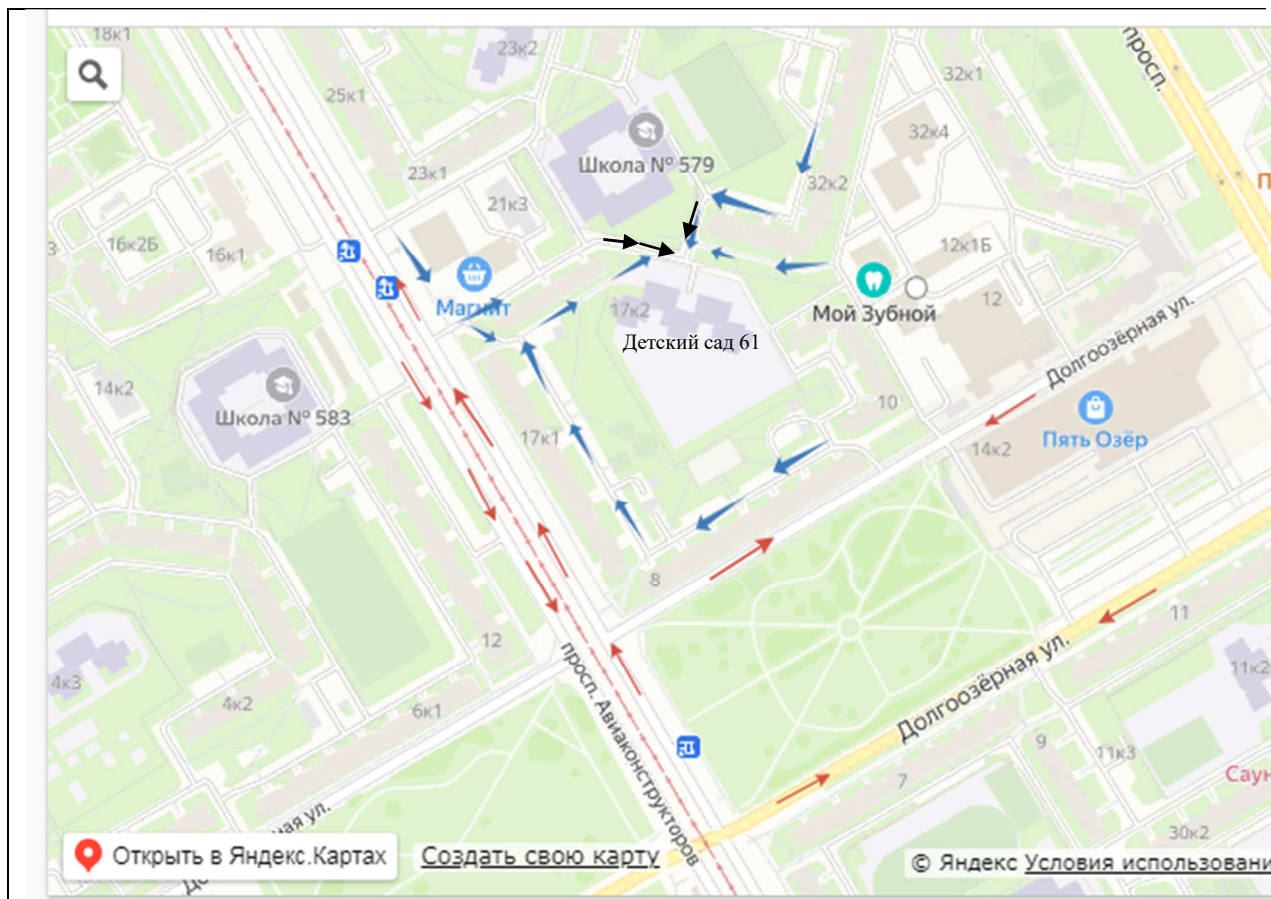 18к1
23к2
просп.
32к1
25к1
32к4
Школа № 579
23к1
32к2
21к3
16к2Б
16к1
12к1Б
3
Магнит
17к2
Мой Зубной
12
Детский сад 61
Долгоозёрная ул.
14к2
Школа № 583
10
17к1
14к2
Пять Озёр
8
11
12
просп. Авиаконструкторов
Долгоозёрная ул.
4к3
4к2
6к1
11к2
9
11к3
7
Саун
ная ул.
30к2
Открыть в Яндекс.Картах
Создать свою карту
© Яндекс Условия использовани